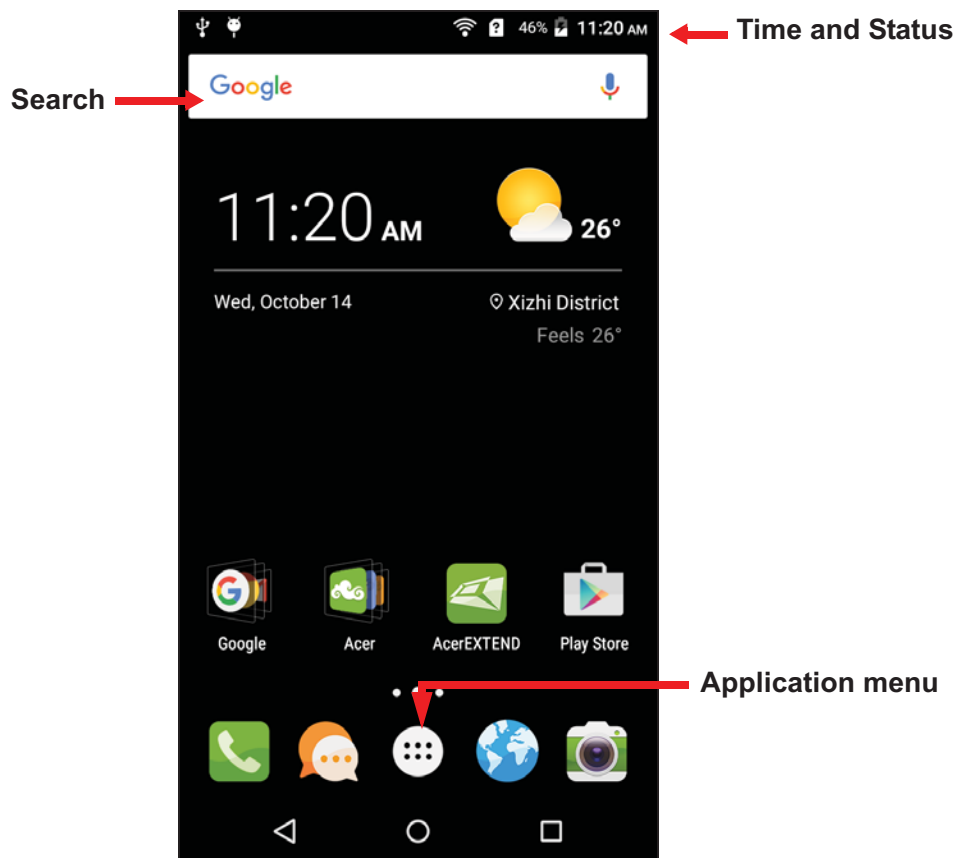 46% 11:20 AM
Time and Status
Search
Google
11:20 AM
26°
Wed, October 14
Xizhi District
Feels 26°
Google
Acer
AcerEXTEND
Play Store
Application menu